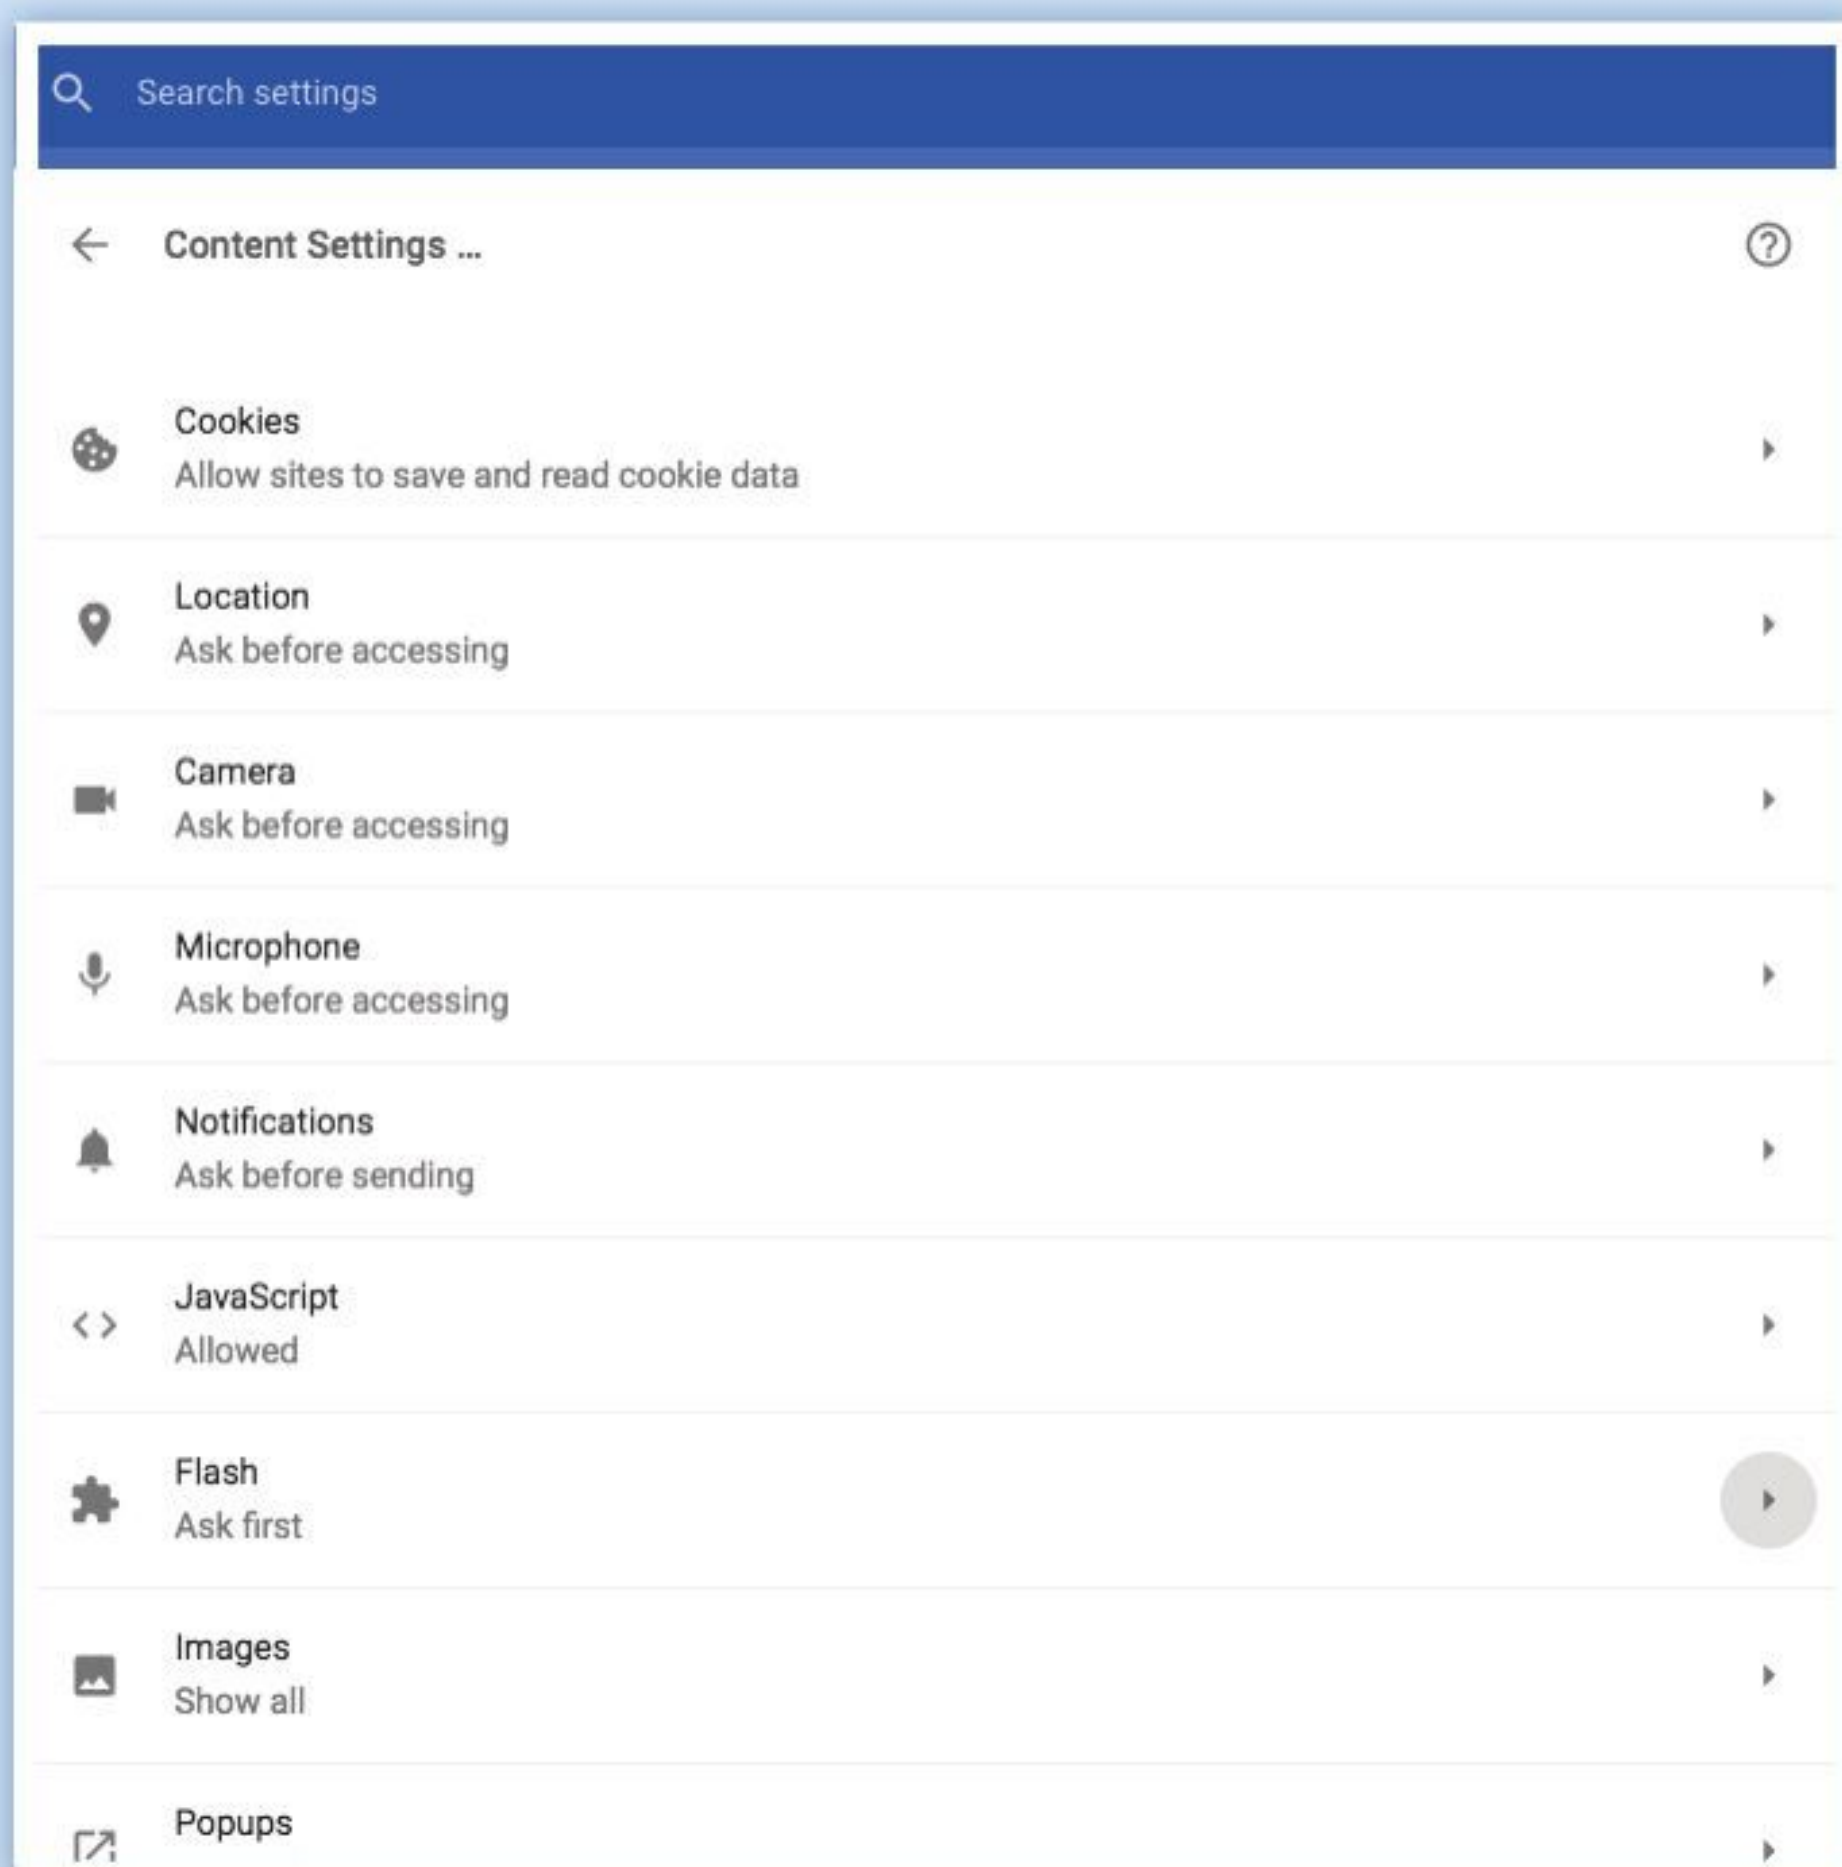 Search settings
Content Settings ...
Cookies
Allow sites to save and read cookie data
Location
Ask before accessing
Camera
Ask before accessing
Microphone
Ask before accessing
Notifications
Ask before sending
JavaScript
Allowed
Flash
Ask first
Images
Show all
Popups